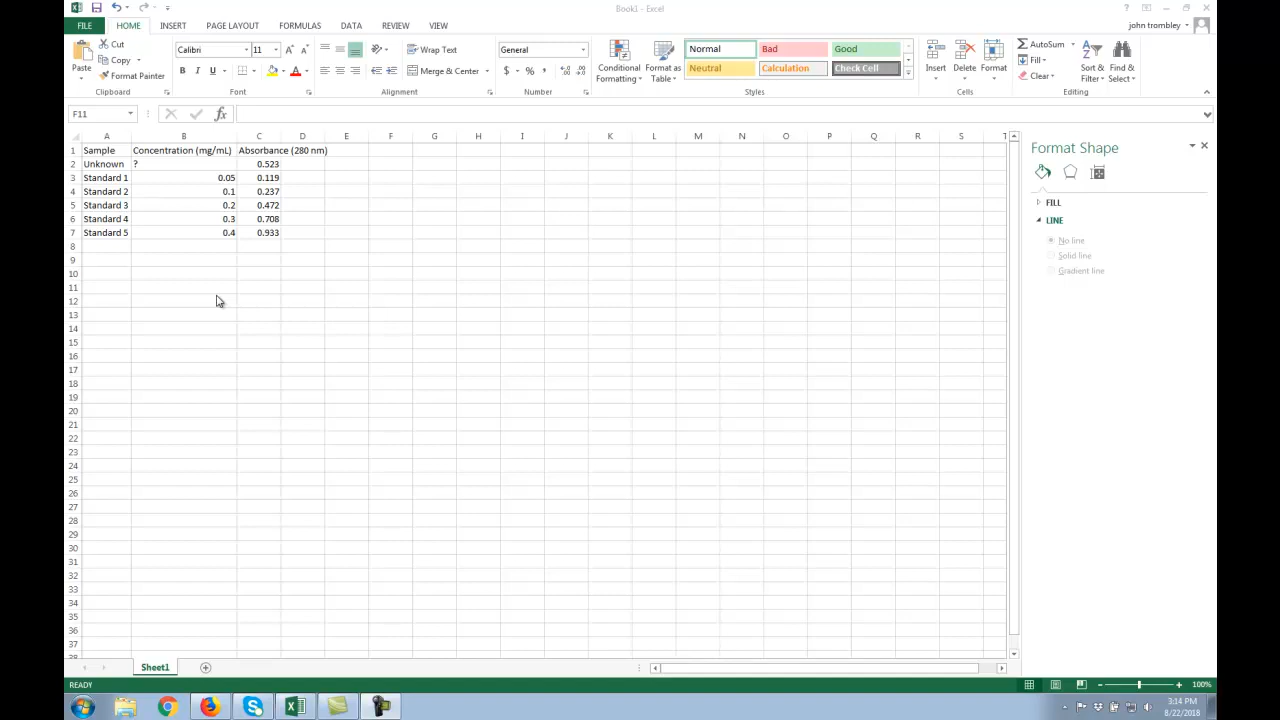 Book1 - Excel
FILE HOME INSERT PAGE LAYOUT FORMULAS DATA REVIEW VIEW john trombley
Cut
Copy
Format Painter
Paste
Clipboard
Calibri 11
B I U
Font
Wrap Text
Merge & Center
Alignment
General
$ % ,
Number
Conditional Formatting
Format as Table
Normal Bad Good
Neutral Calculation Check Cell
Styles
Insert Delete Format
Cells
AutoSum
Fill
Clear
Sort & Filter
Find & Select
Editing
F11
fx
A B C D E F G H I J K L M N O P Q R S T
1 Sample Concentration (mg/mL) Absorbance (280 nm)
2 Unknown ? 0.523
3 Standard 1 0.05 0.119
4 Standard 2 0.1 0.237
5 Standard 3 0.2 0.472
6 Standard 4 0.3 0.708
7 Standard 5 0.4 0.933
8
9
10
11
12
13
14
15
16
17
18
19
20
21
22
23
24
25
26
27
28
29
30
31
32
33
34
35
36
37
38
Format Shape
FILL
LINE
No line
Solid line
Gradient line
Sheet1
READY
100%
3:14 PM
8/22/2018